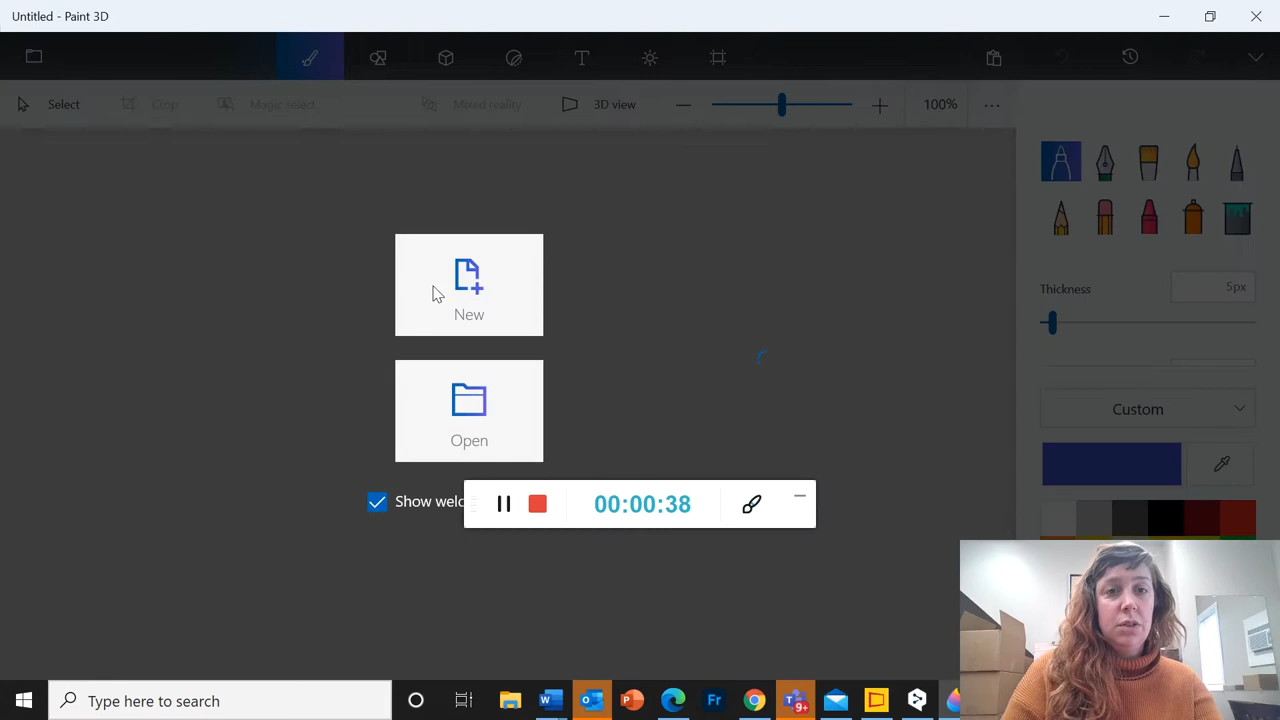 Untitled - Paint 3D
Select
Crop
Magic select
Mixed reality
3D view
100%
New
Thickness
5px
Open
Custom
Show welc
00:00:38
Type here to search
Fr
9+